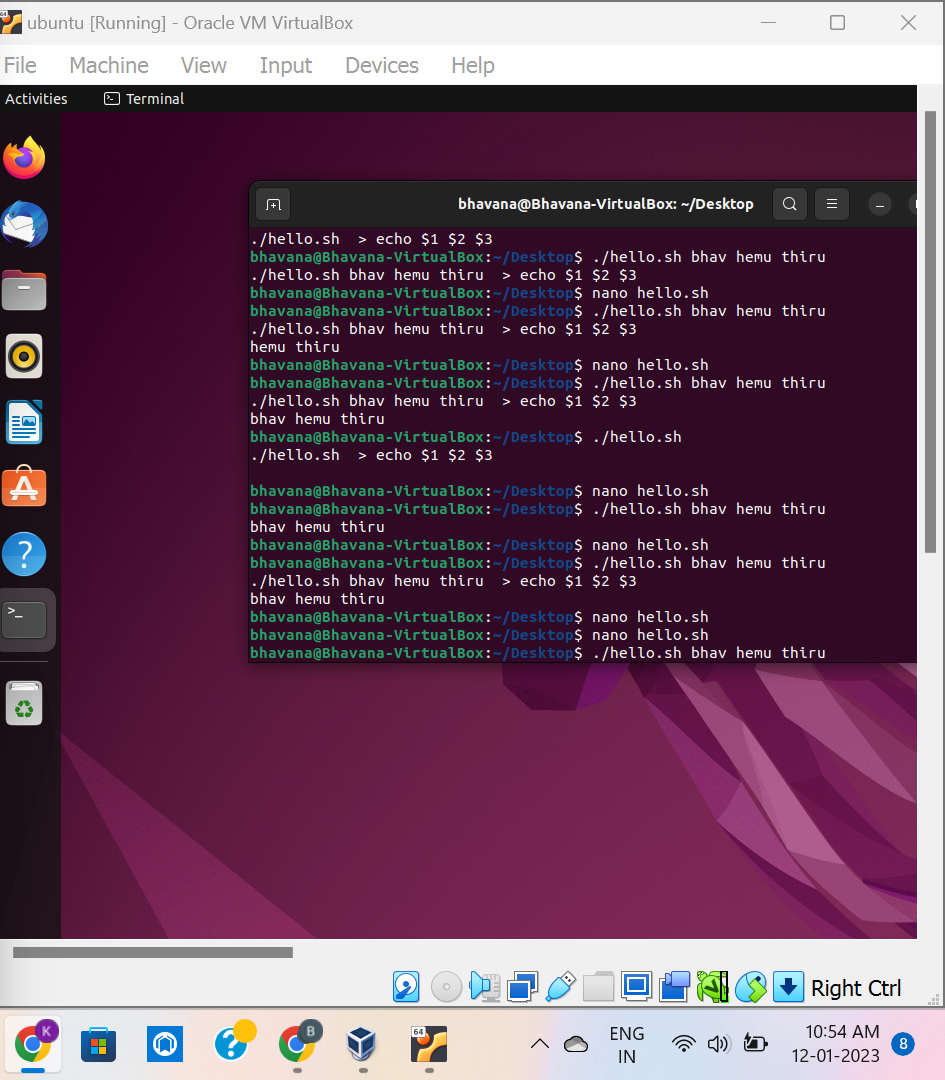 ubuntu [Running] - Oracle VM VirtualBox
File Machine View Input Devices Help
Activities Terminal
bhavana@Bhavana-VirtualBox: ~/Desktop
./hello.sh  > echo $1 $2 $3
bhavana@Bhavana-VirtualBox:~/Desktop$ ./hello.sh bhav hemu thiru
./hello.sh bhav hemu thiru  > echo $1 $2 $3
bhavana@Bhavana-VirtualBox:~/Desktop$ nano hello.sh
bhavana@Bhavana-VirtualBox:~/Desktop$ ./hello.sh bhav hemu thiru
./hello.sh bhav hemu thiru  > echo $1 $2 $3
hemu thiru
bhavana@Bhavana-VirtualBox:~/Desktop$ nano hello.sh
bhavana@Bhavana-VirtualBox:~/Desktop$ ./hello.sh bhav hemu thiru
./hello.sh bhav hemu thiru  > echo $1 $2 $3
bhav hemu thiru
bhavana@Bhavana-VirtualBox:~/Desktop$ ./hello.sh
./hello.sh  > echo $1 $2 $3
bhavana@Bhavana-VirtualBox:~/Desktop$ nano hello.sh
bhavana@Bhavana-VirtualBox:~/Desktop$ ./hello.sh bhav hemu thiru
bhav hemu thiru
bhavana@Bhavana-VirtualBox:~/Desktop$ nano hello.sh
bhavana@Bhavana-VirtualBox:~/Desktop$ ./hello.sh bhav hemu thiru
./hello.sh bhav hemu thiru  > echo $1 $2 $3
bhav hemu thiru
bhavana@Bhavana-VirtualBox:~/Desktop$ nano hello.sh
bhavana@Bhavana-VirtualBox:~/Desktop$ nano hello.sh
bhavana@Bhavana-VirtualBox:~/Desktop$ ./hello.sh bhav hemu thiru
Right Ctrl
K
B
64
ENG
IN
10:54 AM
12-01-2023
8